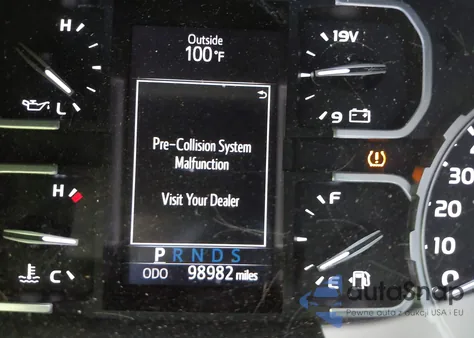 H
L
Outside
100°F
19V
9
Pre-Collision System
Malfunction
Visit Your Dealer
H
C
F
E
30
20
10
0
P R N D S
ODO 98982 miles
autoSnap
Pewne auta z aukcji USA i EU